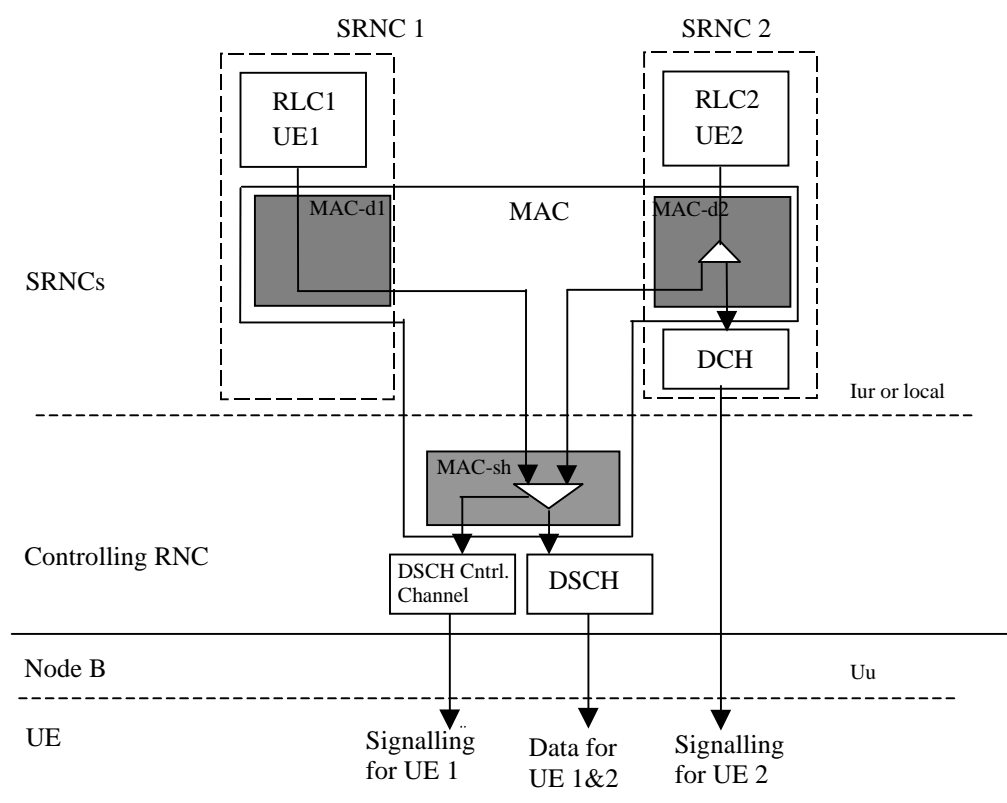 SRNC 1
SRNC 2
RLC1
UE1
RLC2
UE2
MAC-d1
MAC
MAC-d2
SRNCs
DCH
Iur or local
MAC-sh
Controlling RNC
DSCH Cntrl.
Channel
DSCH
Node B
Uu
UE
Signalling
for UE 1
Data for
UE 1&2
Signalling
for UE 2